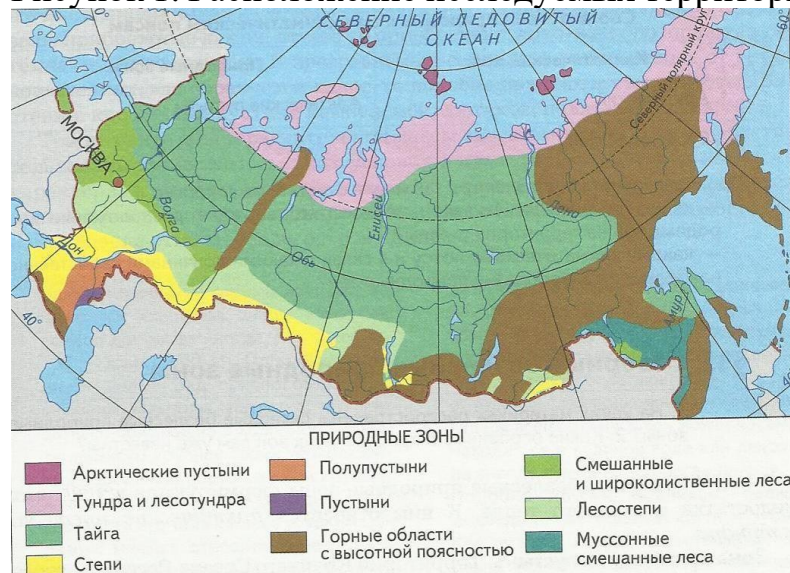 СЕВЕРНЫЙ ЛЕДОВИТЫЙ
ОКЕАН
Северный полярный круг
60°
МОСКВА
Волга
Дон
Обь
Енисей
Лена
Амур
40°
ПРИРОДНЫЕ ЗОНЫ
Арктические пустыни
Тундра и лесотундра
Тайга
Степи
Полупустыни
Пустыни
Горные области
с высотной поясностью
Смешанные
и широколиственные леса
Лесостепи
Муссонные
смешанные леса